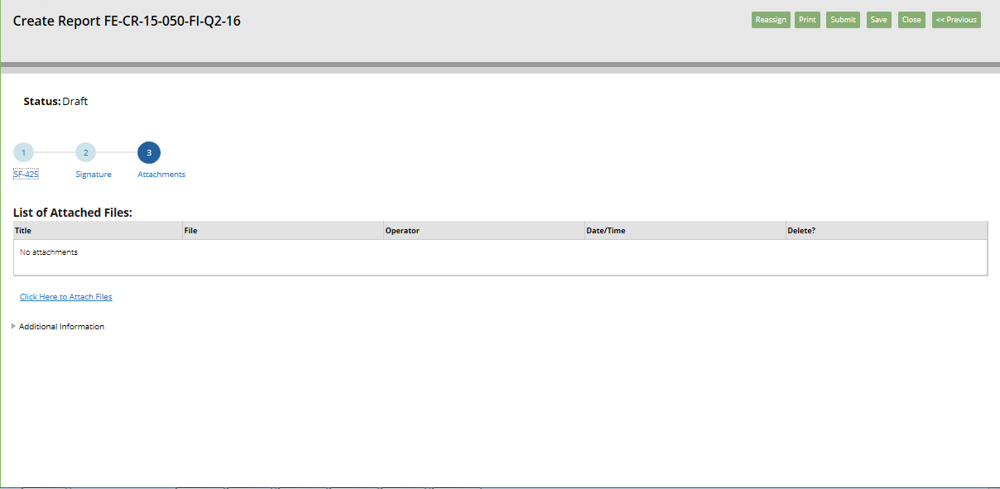 Create Report FE-CR-15-050-FI-Q2-16
Reassign Print Submit Save Close << Previous
Status: Draft
1 2 3
SF-425 Signature Attachments
List of Attached Files:
Title File Operator Date/Time Delete?
No attachments
Click Here to Attach Files
Additional Information